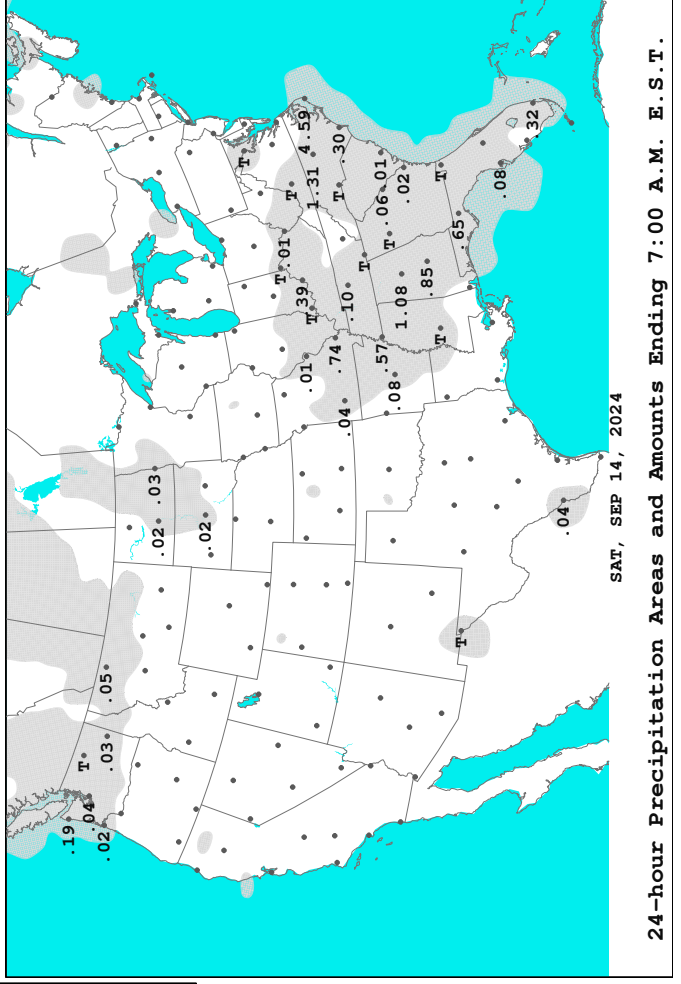 .19
T
.04
.02
.03
.05
.03
.02
.02
T
T
.01
T
.39
4.59
.01
T
1.31
.74
T
.30
.04
.10
T
.57
.06
.01
T
.08
1.08
.02
.85
T
T
.65
T
.08
.32
.04
SAT, SEP 14, 2024
24-hour Precipitation Areas and Amounts Ending 7:00 A.M. E.S.T.